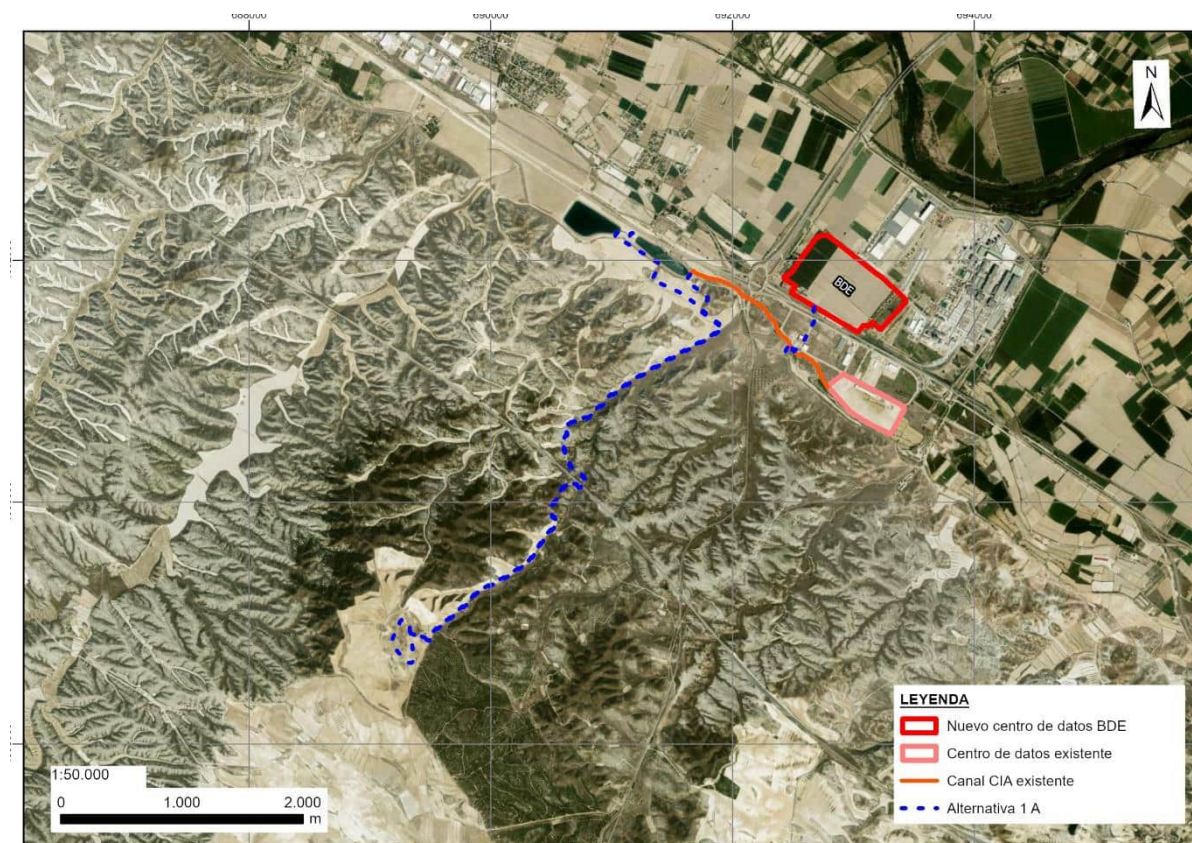 688000 690000 692000 694000
N
BDE
LEYENDA
Nuevo centro de datos BDE
Centro de datos existente
Canal CIA existente
Alternativa 1 A
1:50.000
0 1.000 2.000
m